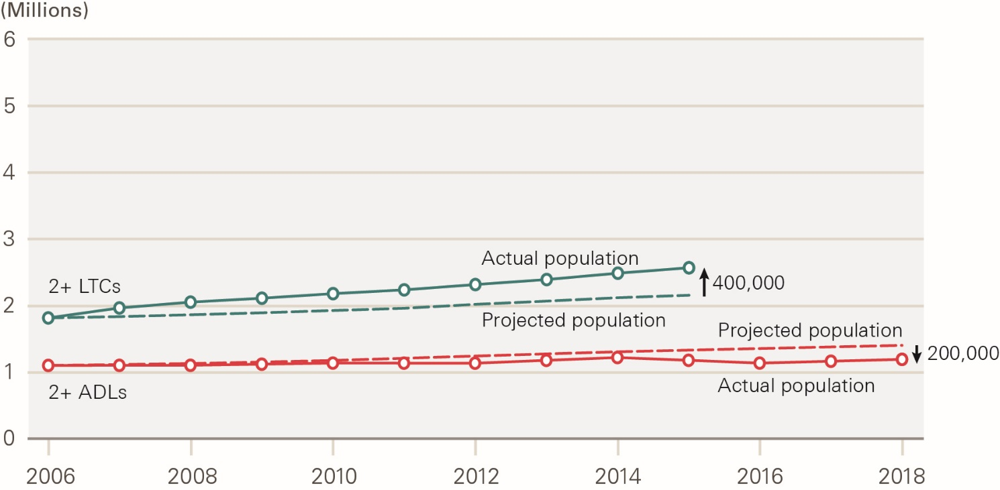 (Millions)
6
5
4
3
2
1
0
2+ LTCs
Actual population
400,000
Projected population
Projected population
200,000
2+ ADLs
Actual population
2006 2008 2010 2012 2014 2016 2018